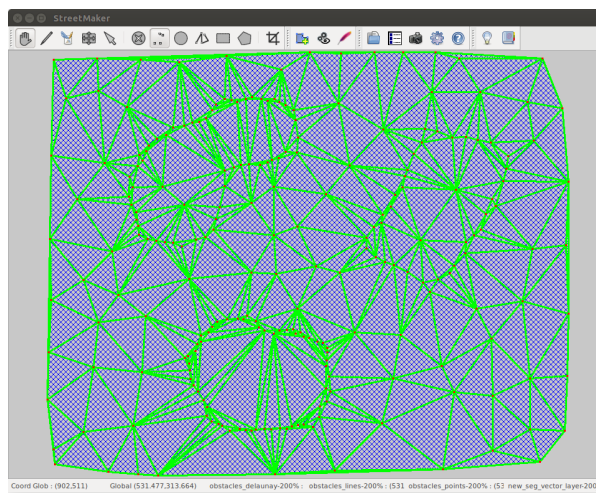 StreetMaker
Coord Glob : (902,511) Global (531.477,313.664) obstacles_delaunay-200% : obstacles_lines-200% : (531 obstacles_points-200% : (53 new_seg_vector_layer-200